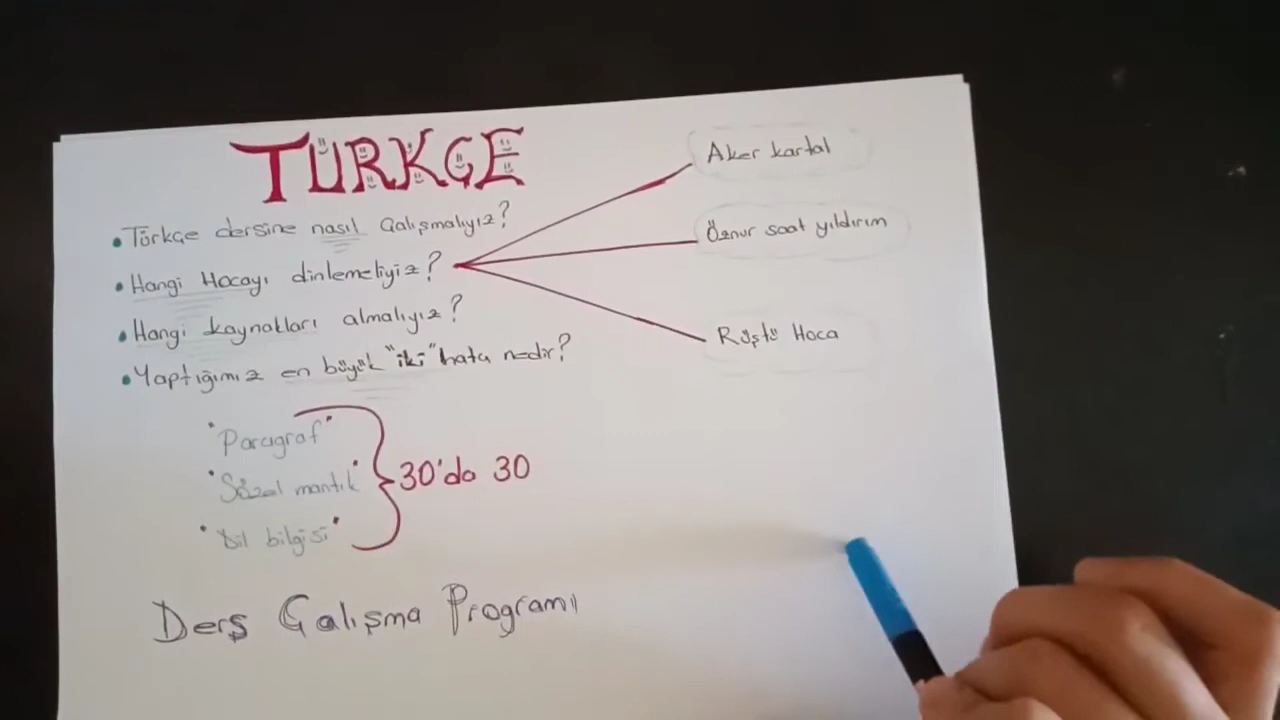 TÜRKÇE
• Türkçe dersine nasıl Çalışmalıyız?
• Hangi Hocayı dinlemeliyiz?
• Hangi kaynakları almalıyız?
• Yaptığımız en büyük "iki" hata nedir?
Aker kartal
Öznur saat yıldırım
Rüştü Hoca
"Paragraf"
"Sözel mantık"
"Dil bilgisi"
30'da 30
Ders Çalışma Programı